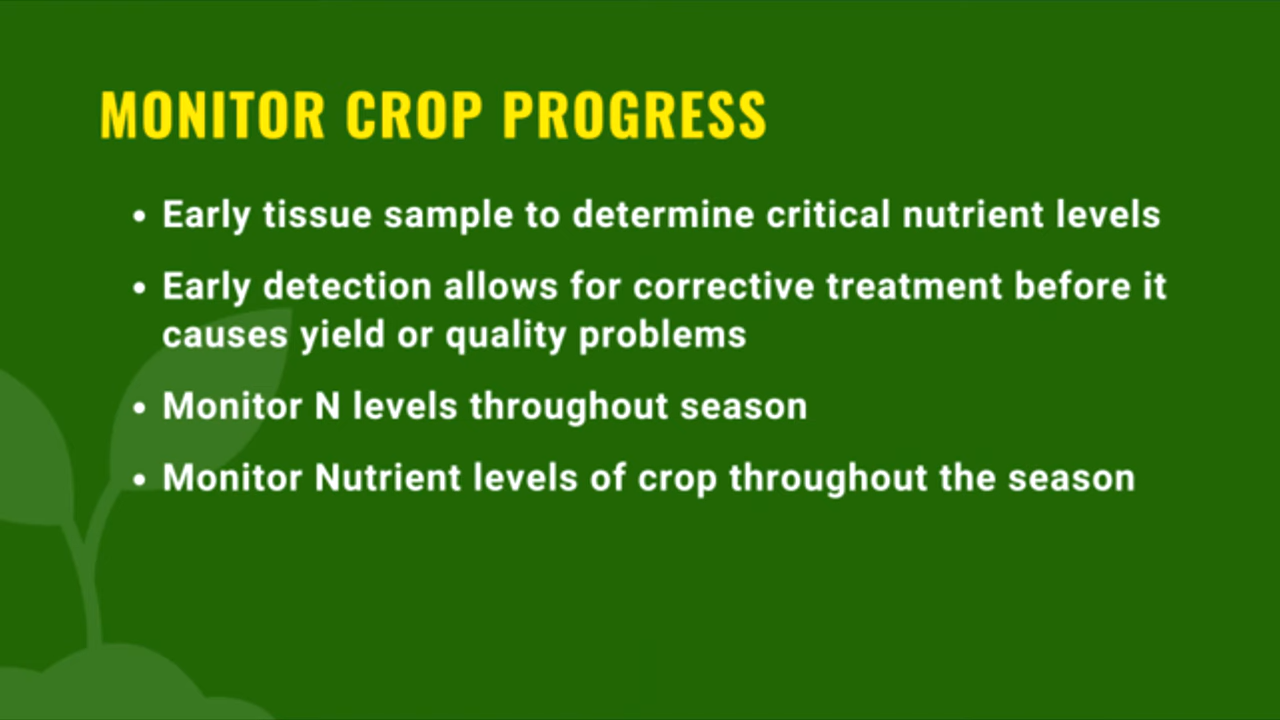 MONITOR CROP PROGRESS
• Early tissue sample to determine critical nutrient levels
• Early detection allows for corrective treatment before it
causes yield or quality problems
• Monitor N levels throughout season
• Monitor Nutrient levels of crop throughout the season